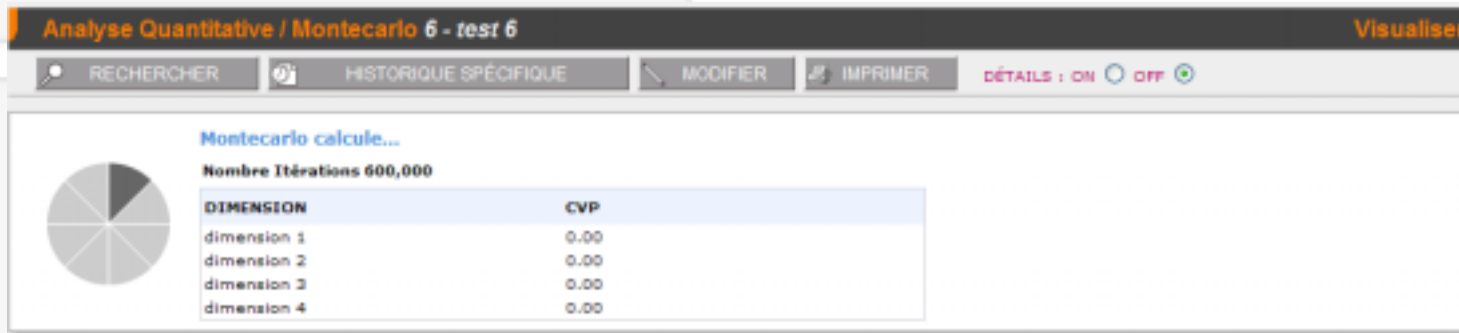 Analyse Quantitative / Montecarlo 6 - test 6 Visualiser
RECHERCHER HISTORIQUE SPÉCIFIQUE MODIFIER IMPRIMER DÉTAILS : ON OFF
Montecarlo calcule...
Nombre Itérations 600,000
DIMENSION CVP
dimension 1 0.00
dimension 2 0.00
dimension 3 0.00
dimension 4 0.00